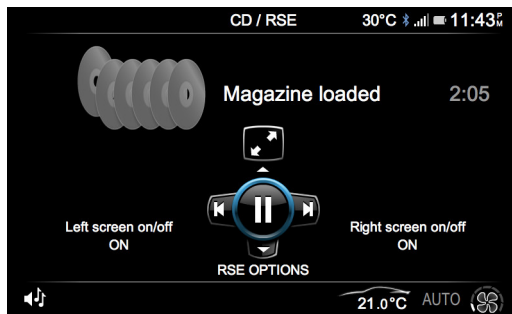 CD / RSE 30°C 11:43 PM
Magazine loaded 2:05
Left screen on/off
ON
Right screen on/off
ON
RSE OPTIONS
21.0°C AUTO